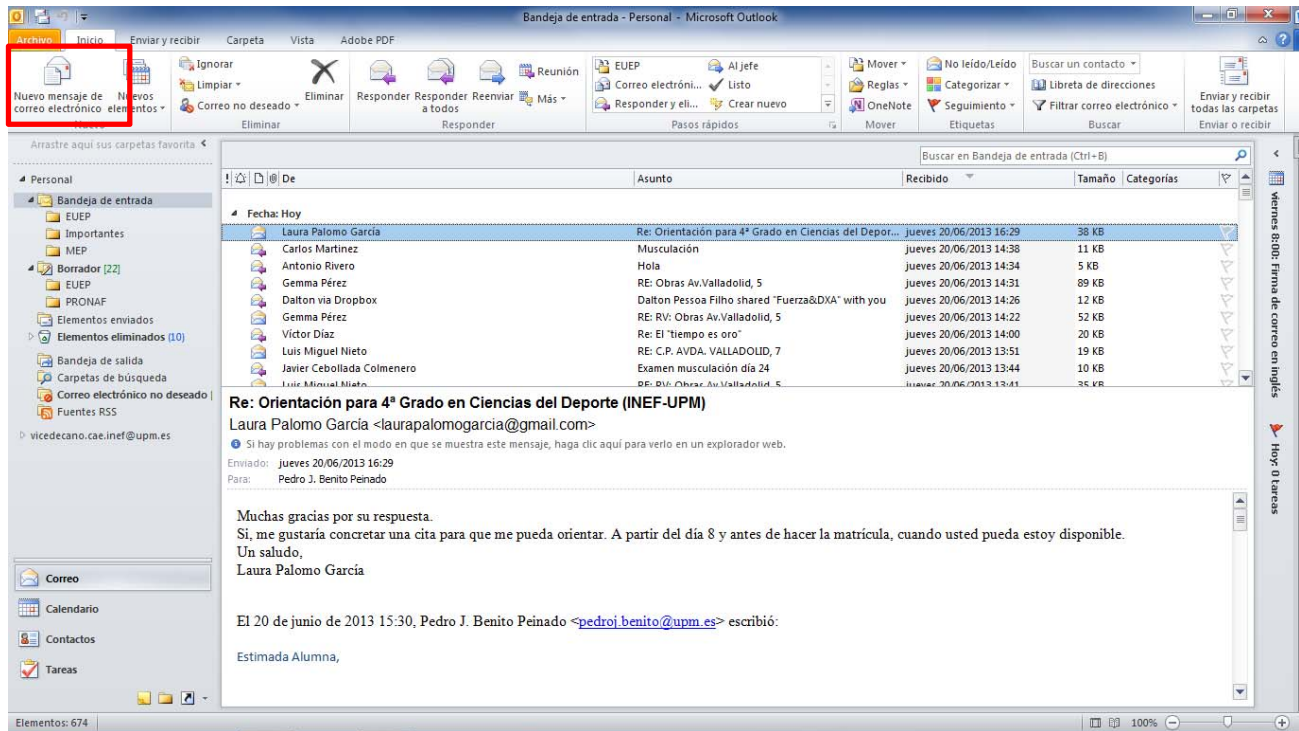 Bandeja de entrada - Personal - Microsoft Outlook
Archivo Inicio Enviar y recibir Carpeta Vista Adobe PDF
Nuevo mensaje de correo electrónico
Nuevos elementos
Nuevo
Ignorar
Limpiar
Correo no deseado
Eliminar
Eliminar
Responder
Responder a todos
Reenviar
Reunión
Más
Responder
EUEP
Correo electróni...
Responder y eli...
Al jefe
Listo
Crear nuevo
Pasos rápidos
Mover
Reglas
OneNote
Mover
No leído/Leído
Categorizar
Seguimiento
Etiquetas
Buscar un contacto
Libreta de direcciones
Filtrar correo electrónico
Buscar
Enviar y recibir todas las carpetas
Enviar o recibir
Arrastre aquí sus carpetas favorita
Personal
Bandeja de entrada
EUEP
Importantes
MEP
Borrador [22]
EUEP
PRONAF
Elementos enviados
Elementos eliminados (10)
Bandeja de salida
Carpetas de búsqueda
Correo electrónico no deseado
Fuentes RSS
vicedecano.cae.inef@upm.es
Correo
Calendario
Contactos
Tareas
Buscar en Bandeja de entrada (Ctrl+B)
De Asunto Recibido Tamaño Categorías
Fecha: Hoy
Laura Palomo García Re: Orientación para 4ª Grado en Ciencias del Depor... jueves 20/06/2013 16:29 38 KB
Carlos Martinez Musculación jueves 20/06/2013 14:38 11 KB
Antonio Rivero Hola jueves 20/06/2013 14:34 5 KB
Gemma Pérez RE: Obras Av.Valladolid, 5 jueves 20/06/2013 14:31 89 KB
Dalton via Dropbox Dalton Pessoa Filho shared "Fuerza&DXA" with you jueves 20/06/2013 14:26 12 KB
Gemma Pérez RE: RV: Obras Av.Valladolid, 5 jueves 20/06/2013 14:22 52 KB
Víctor Díaz Re: El "tiempo es oro" jueves 20/06/2013 14:00 20 KB
Luis Miguel Nieto RE: C.P. AVDA. VALLADOLID, 7 jueves 20/06/2013 13:51 19 KB
Javier Cebollada Colmenero Examen musculación día 24 jueves 20/06/2013 13:44 10 KB
Luis Miguel Nieto RE: RV: Obras Av.Valladolid, 5 jueves 20/06/2013 13:41 35 KB
Re: Orientación para 4ª Grado en Ciencias del Deporte (INEF-UPM)
Laura Palomo García <laurapalomogarcia@gmail.com>
Si hay problemas con el modo en que se muestra este mensaje, haga clic aquí para verlo en un explorador web.
Enviado: jueves 20/06/2013 16:29
Para: Pedro J. Benito Peinado
Muchas gracias por su respuesta.
Si, me gustaría concretar una cita para que me pueda orientar. A partir del día 8 y antes de hacer la matrícula, cuando usted pueda estoy disponible.
Un saludo,
Laura Palomo García
El 20 de junio de 2013 15:30, Pedro J. Benito Peinado <pedroj.benito@upm.es> escribió:
Estimada Alumna,
viernes 8:00: Firma de correo en inglés
Hoy: 0 tareas
Elementos: 674
100%